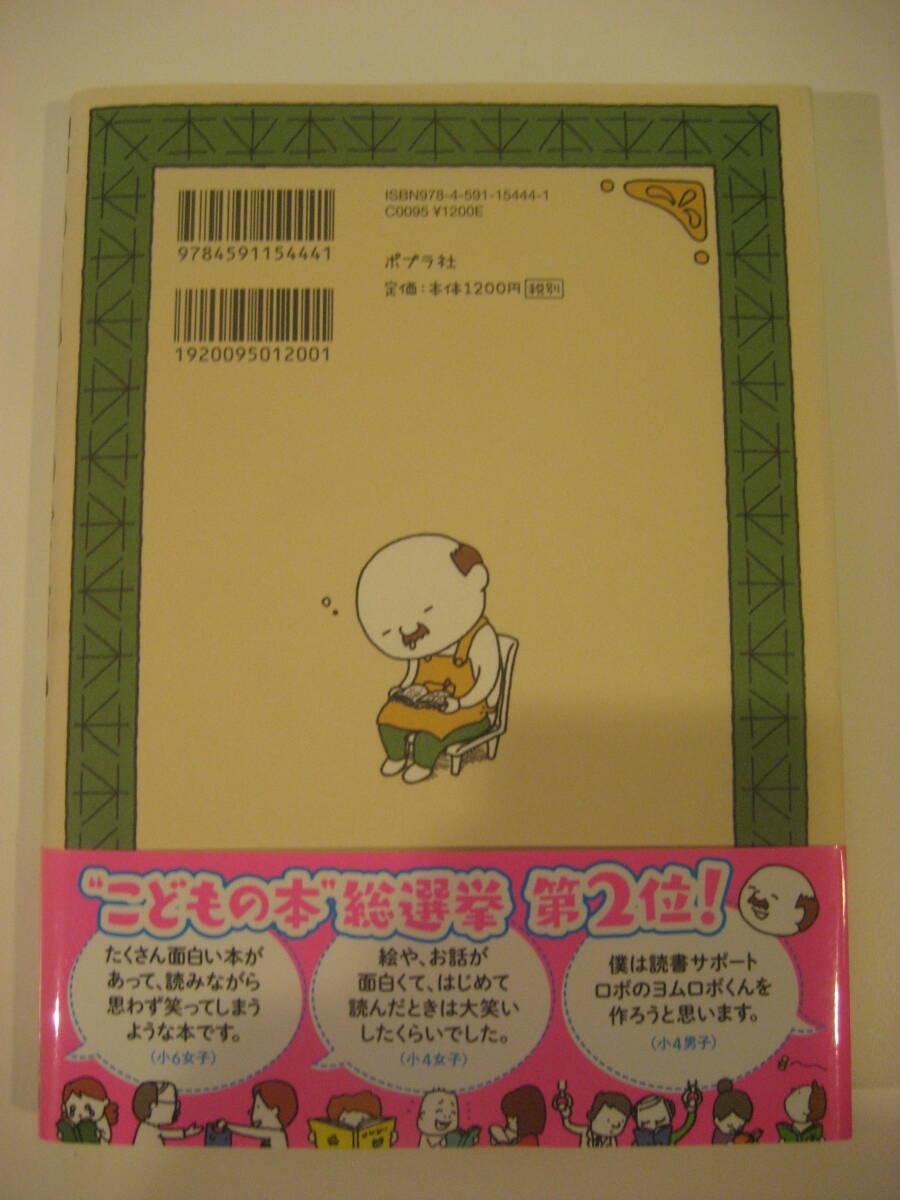 ISBN978-4-591-15444-1
C0095 ¥1200E
9784591154441
ポプラ社
定価：本体1200円 税別
1920095012001
"こどもの本"総選挙 第2位！
たくさん面白い本が
あって、読みながら
思わず笑ってしまう
ような本です。
（小6女子）
絵や、お話が
面白くて、はじめて
読んだときは大笑い
したくらいでした。
（小4女子）
僕は読書サポート
ロボのヨムロボくんを
作ろうと思います。
（小4男子）